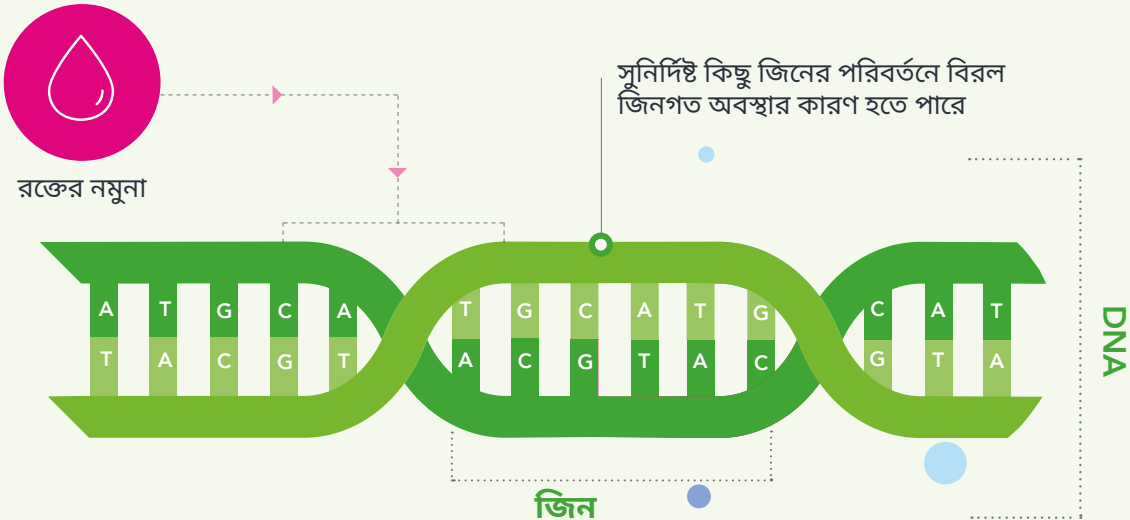 সুনির্দিষ্ট কিছু জিনের পরিবর্তনে বিরল
জিনগত অবস্থার কারণ হতে পারে
রক্তের নমুনা
A T G C A T G C A T G C A T
T A C G T A C G T A C G T A
DNA
জিন